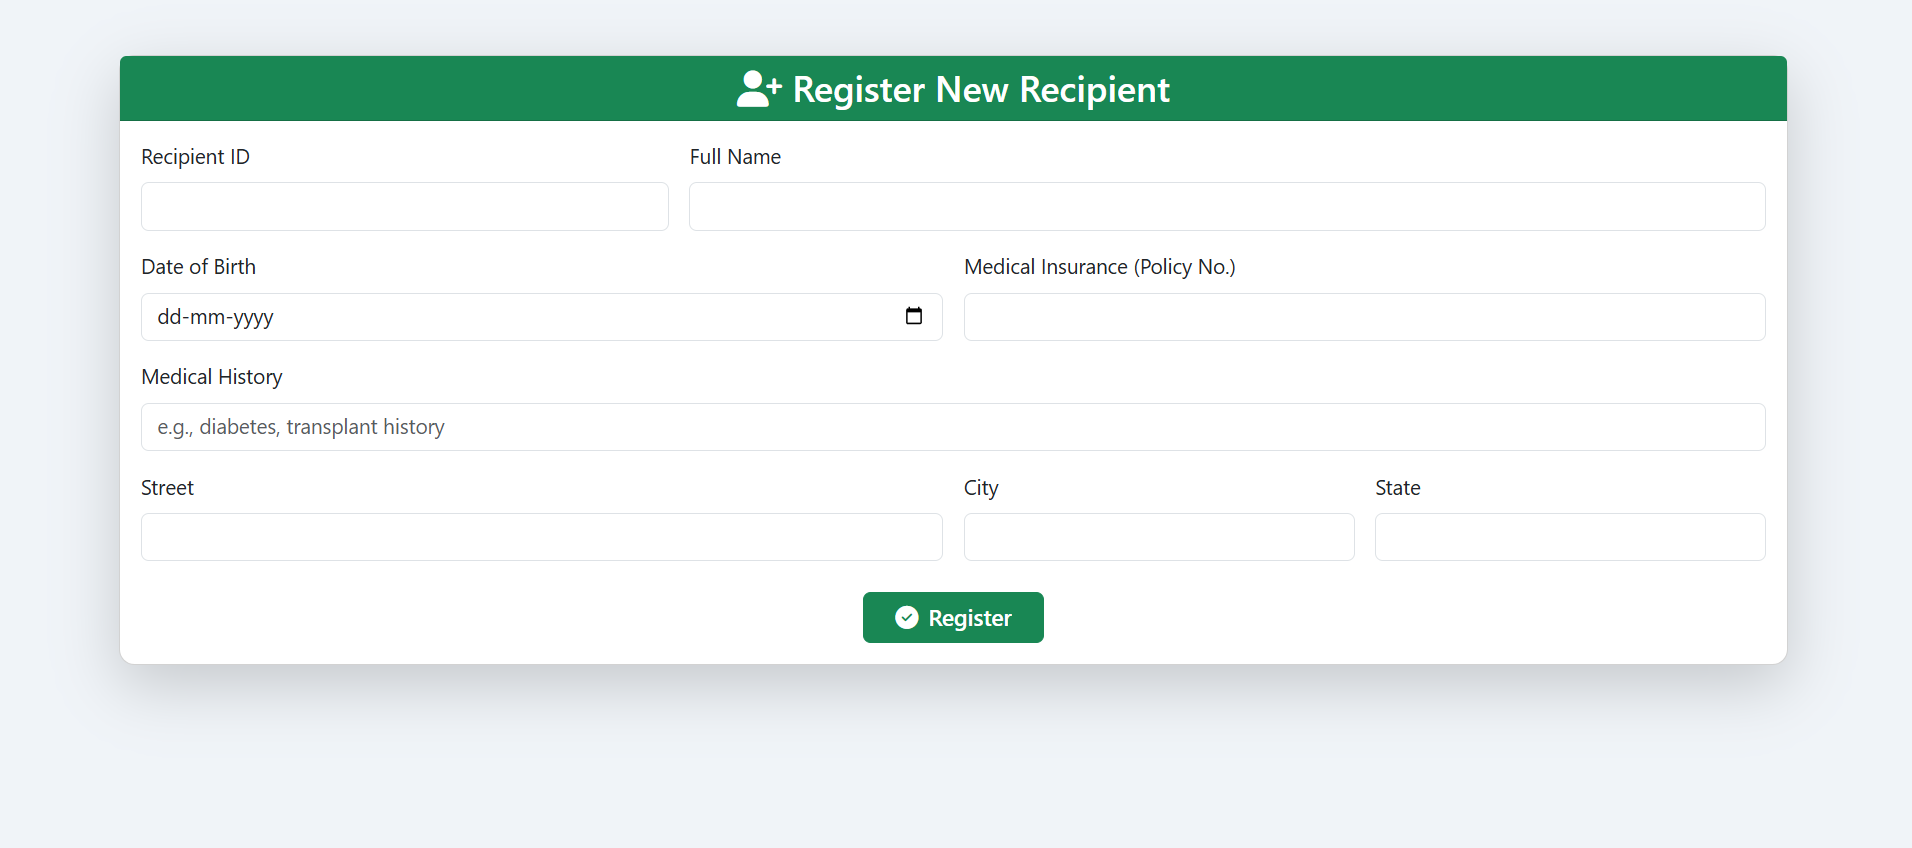 Register New Recipient
Recipient ID
Full Name
Date of Birth
Medical Insurance (Policy No.)
dd-mm-yyyy
Medical History
e.g., diabetes, transplant history
Street
City
State
Register